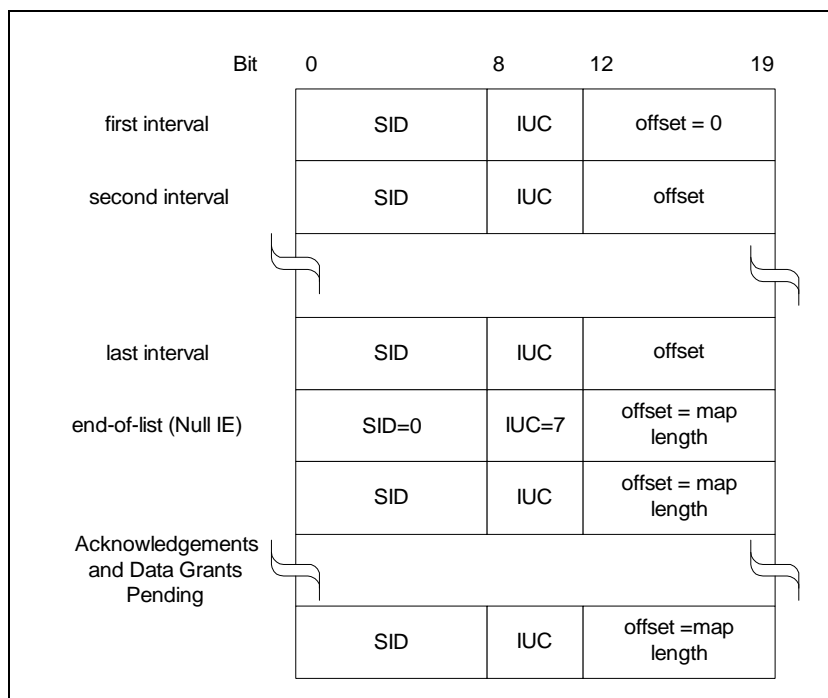 Bit 0 8 12 19
first interval SID IUC offset = 0
second interval SID IUC offset
last interval SID IUC offset
end-of-list (Null IE) SID=0 IUC=7 offset = map
length
SID IUC offset = map
length
Acknowledgements
and Data Grants
Pending
SID IUC offset =map
length